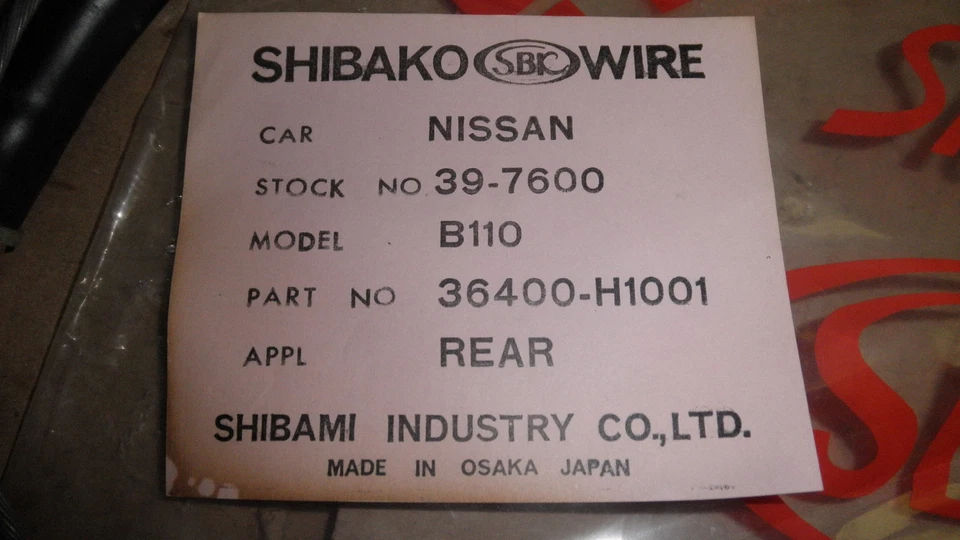 SHIBAKO SBK WIRE
CAR NISSAN
STOCK NO. 39-7600
MODEL B110
PART NO 36400-H1001
APPL REAR
SHIBAMI INDUSTRY CO.,LTD.
MADE IN OSAKA JAPAN